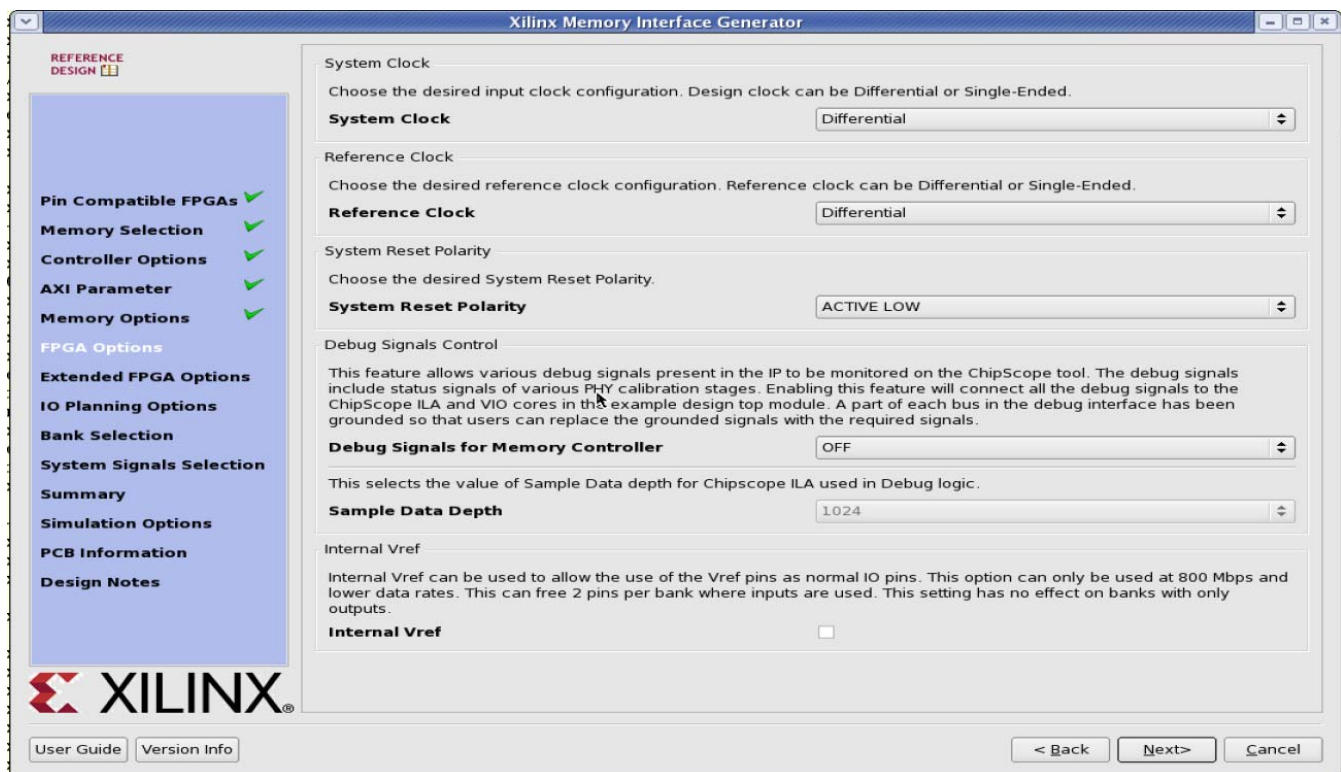 Xilinx Memory Interface Generator
REFERENCE
DESIGN
Pin Compatible FPGAs
Memory Selection
Controller Options
AXI Parameter
Memory Options
FPGA Options
Extended FPGA Options
IO Planning Options
Bank Selection
System Signals Selection
Summary
Simulation Options
PCB Information
Design Notes
XILINX®
System Clock
Choose the desired input clock configuration. Design clock can be Differential or Single-Ended.
System Clock Differential
Reference Clock
Choose the desired reference clock configuration. Reference clock can be Differential or Single-Ended.
Reference Clock Differential
System Reset Polarity
Choose the desired System Reset Polarity.
System Reset Polarity ACTIVE LOW
Debug Signals Control
This feature allows various debug signals present in the IP to be monitored on the ChipScope tool. The debug signals
include status signals of various PHY calibration stages. Enabling this feature will connect all the debug signals to the
ChipScope ILA and VIO cores in the example design top module. A part of each bus in the debug interface has been
grounded so that users can replace the grounded signals with the required signals.
Debug Signals for Memory Controller OFF
This selects the value of Sample Data depth for Chipscope ILA used in Debug logic.
Sample Data Depth 1024
Internal Vref
Internal Vref can be used to allow the use of the Vref pins as normal IO pins. This option can only be used at 800 Mbps and
lower data rates. This can free 2 pins per bank where inputs are used. This setting has no effect on banks with only
outputs.
Internal Vref
User Guide Version Info < Back Next> Cancel